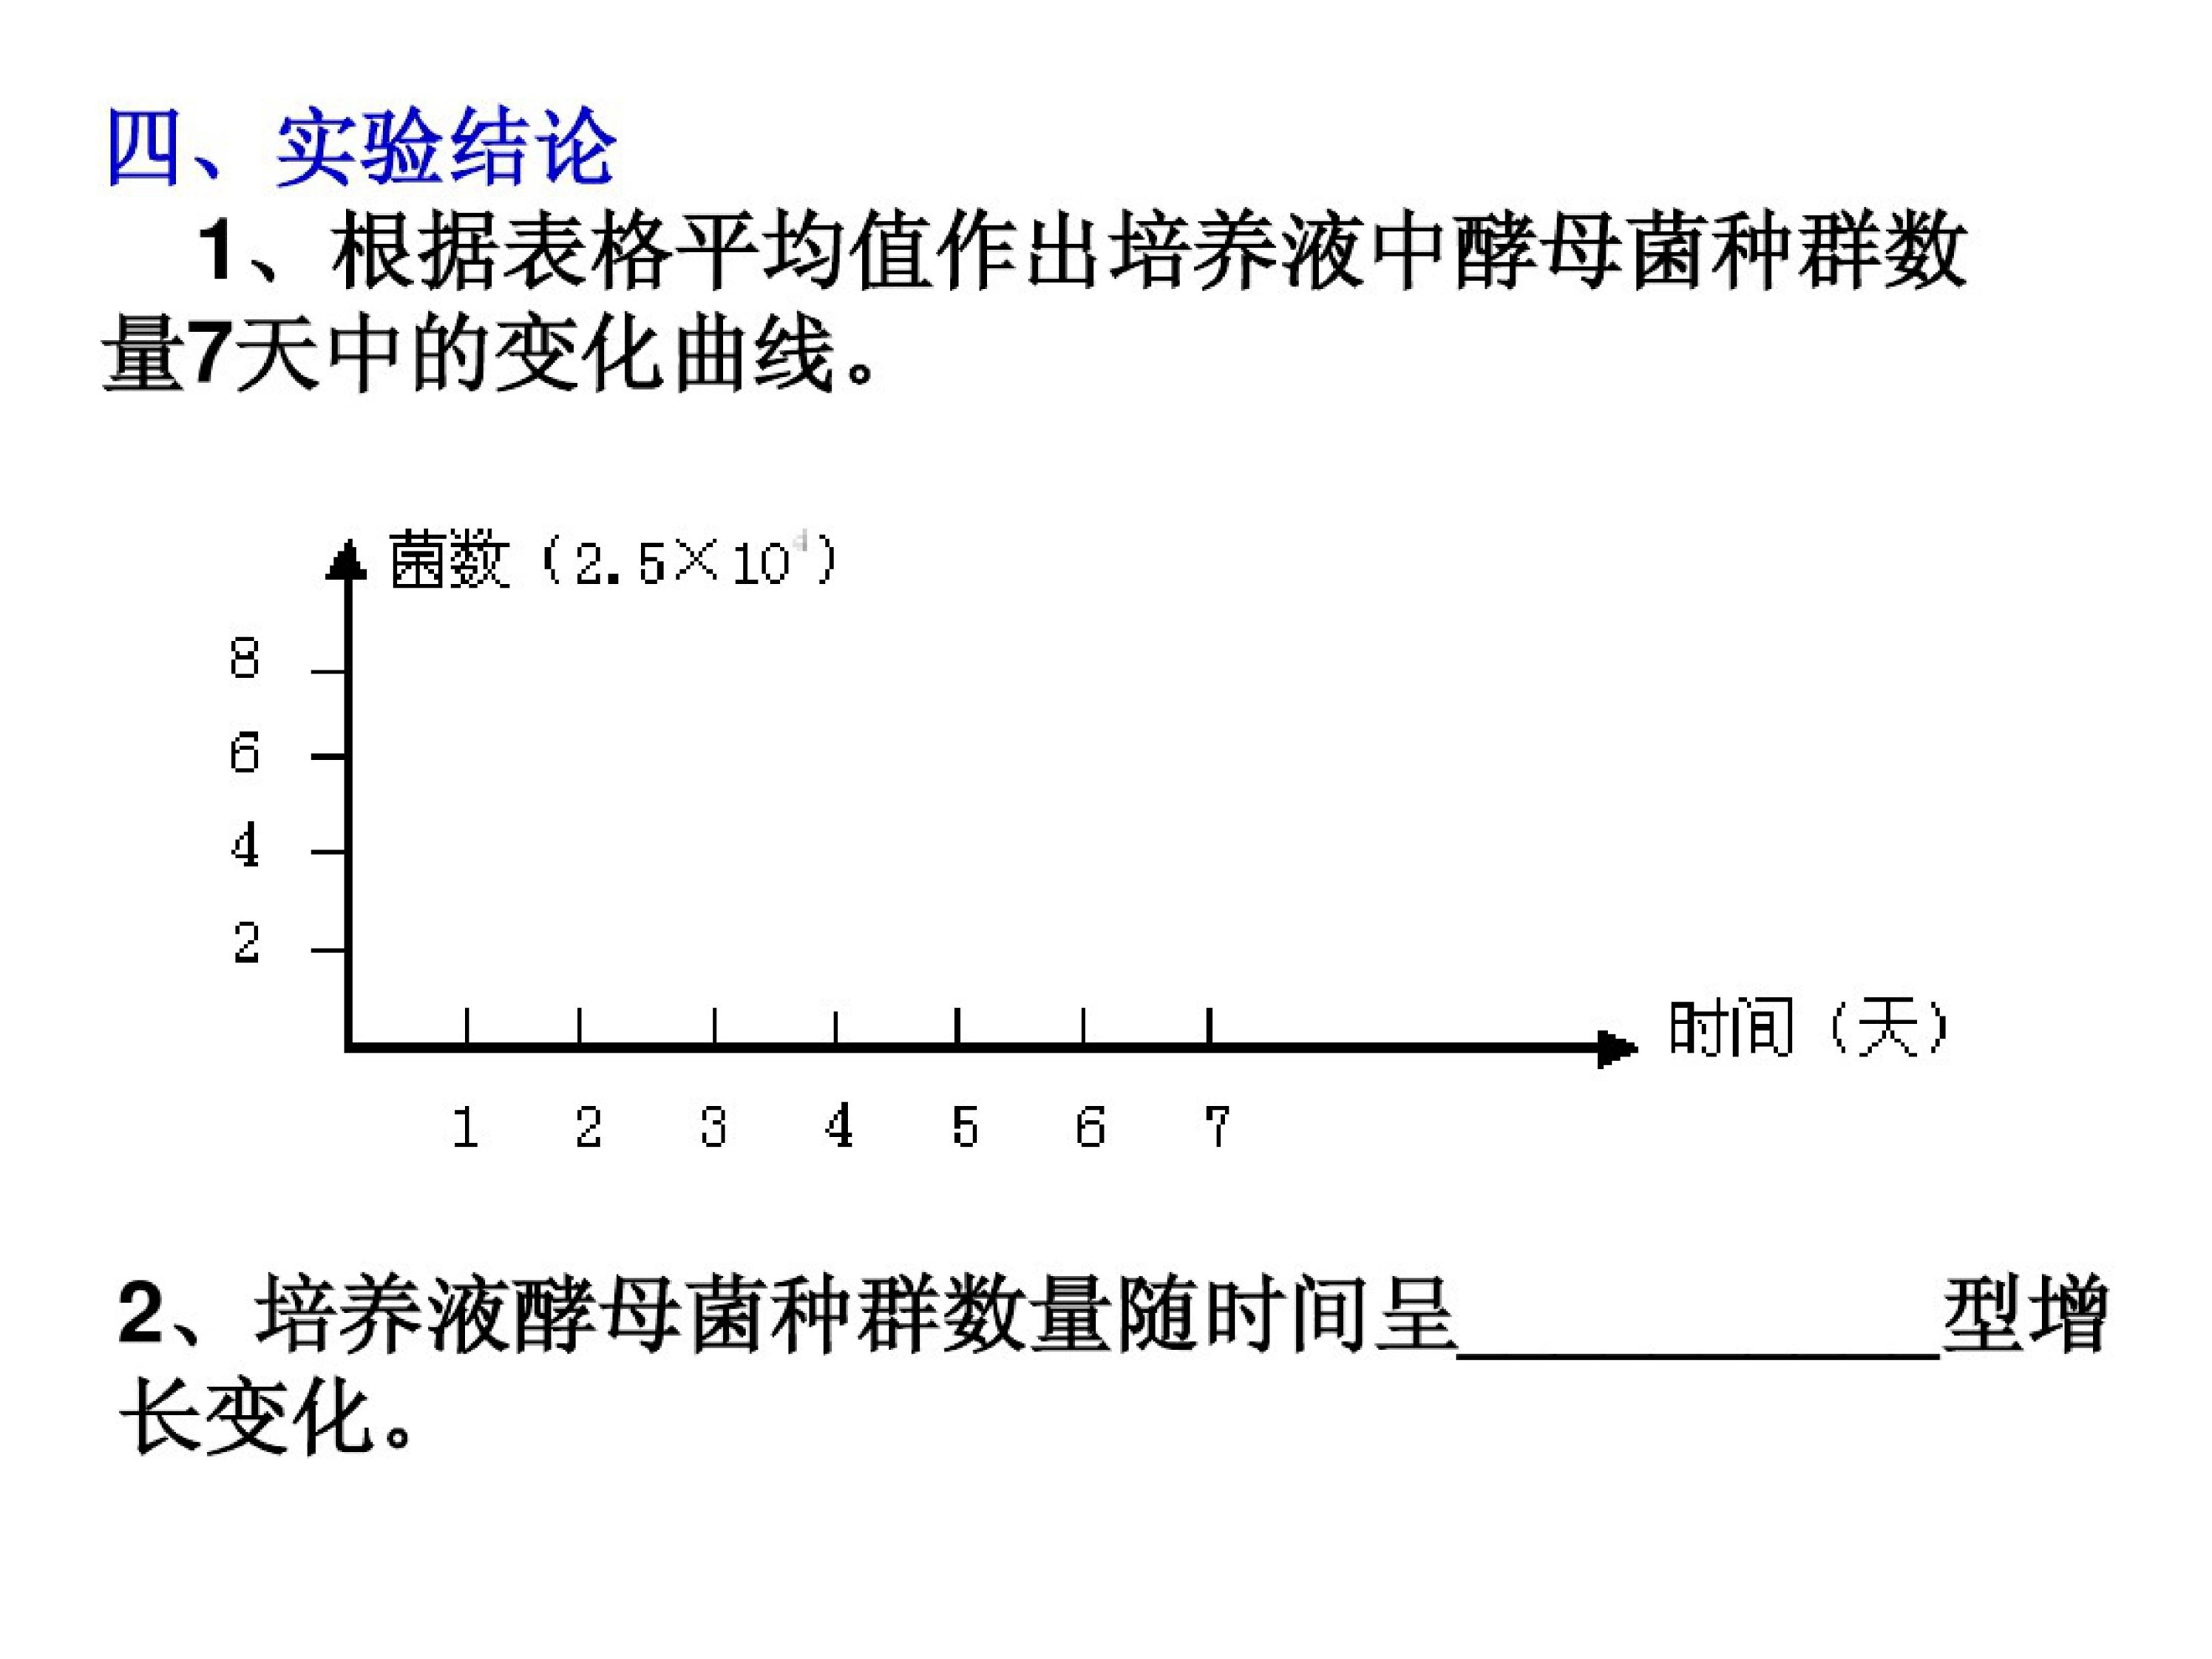 四、实验结论
1、根据表格平均值作出培养液中酵母菌种群数
量7天中的变化曲线。
菌数（2.5×10⁴）
8
6
4
2
时间（天）
1 2 3 4 5 6 7
2、培养液酵母菌种群数量随时间呈___________型增
长变化。